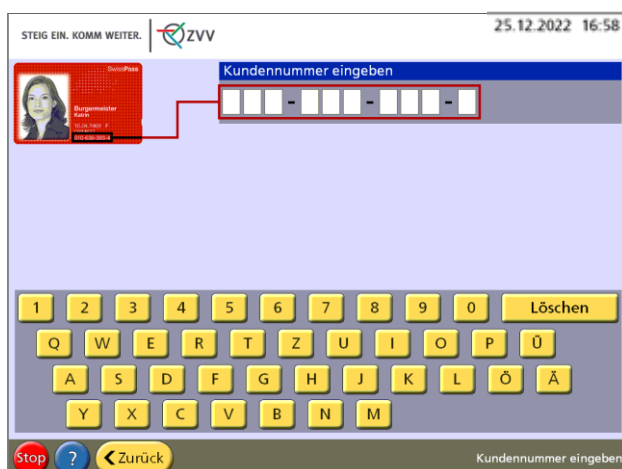 STEIG EIN. KOMM WEITER. ZVV
25.12.2022 16:58
SwissPass
Burgermeister
Katrin
Kundennummer eingeben
- - -
1 2 3 4 5 6 7 8 9 0 Löschen
Q W E R T Z U I O P Ü
A S D F G H J K L Ö Ä
Y X C V B N M
Stop ? Zurück
Kundennummer eingeben